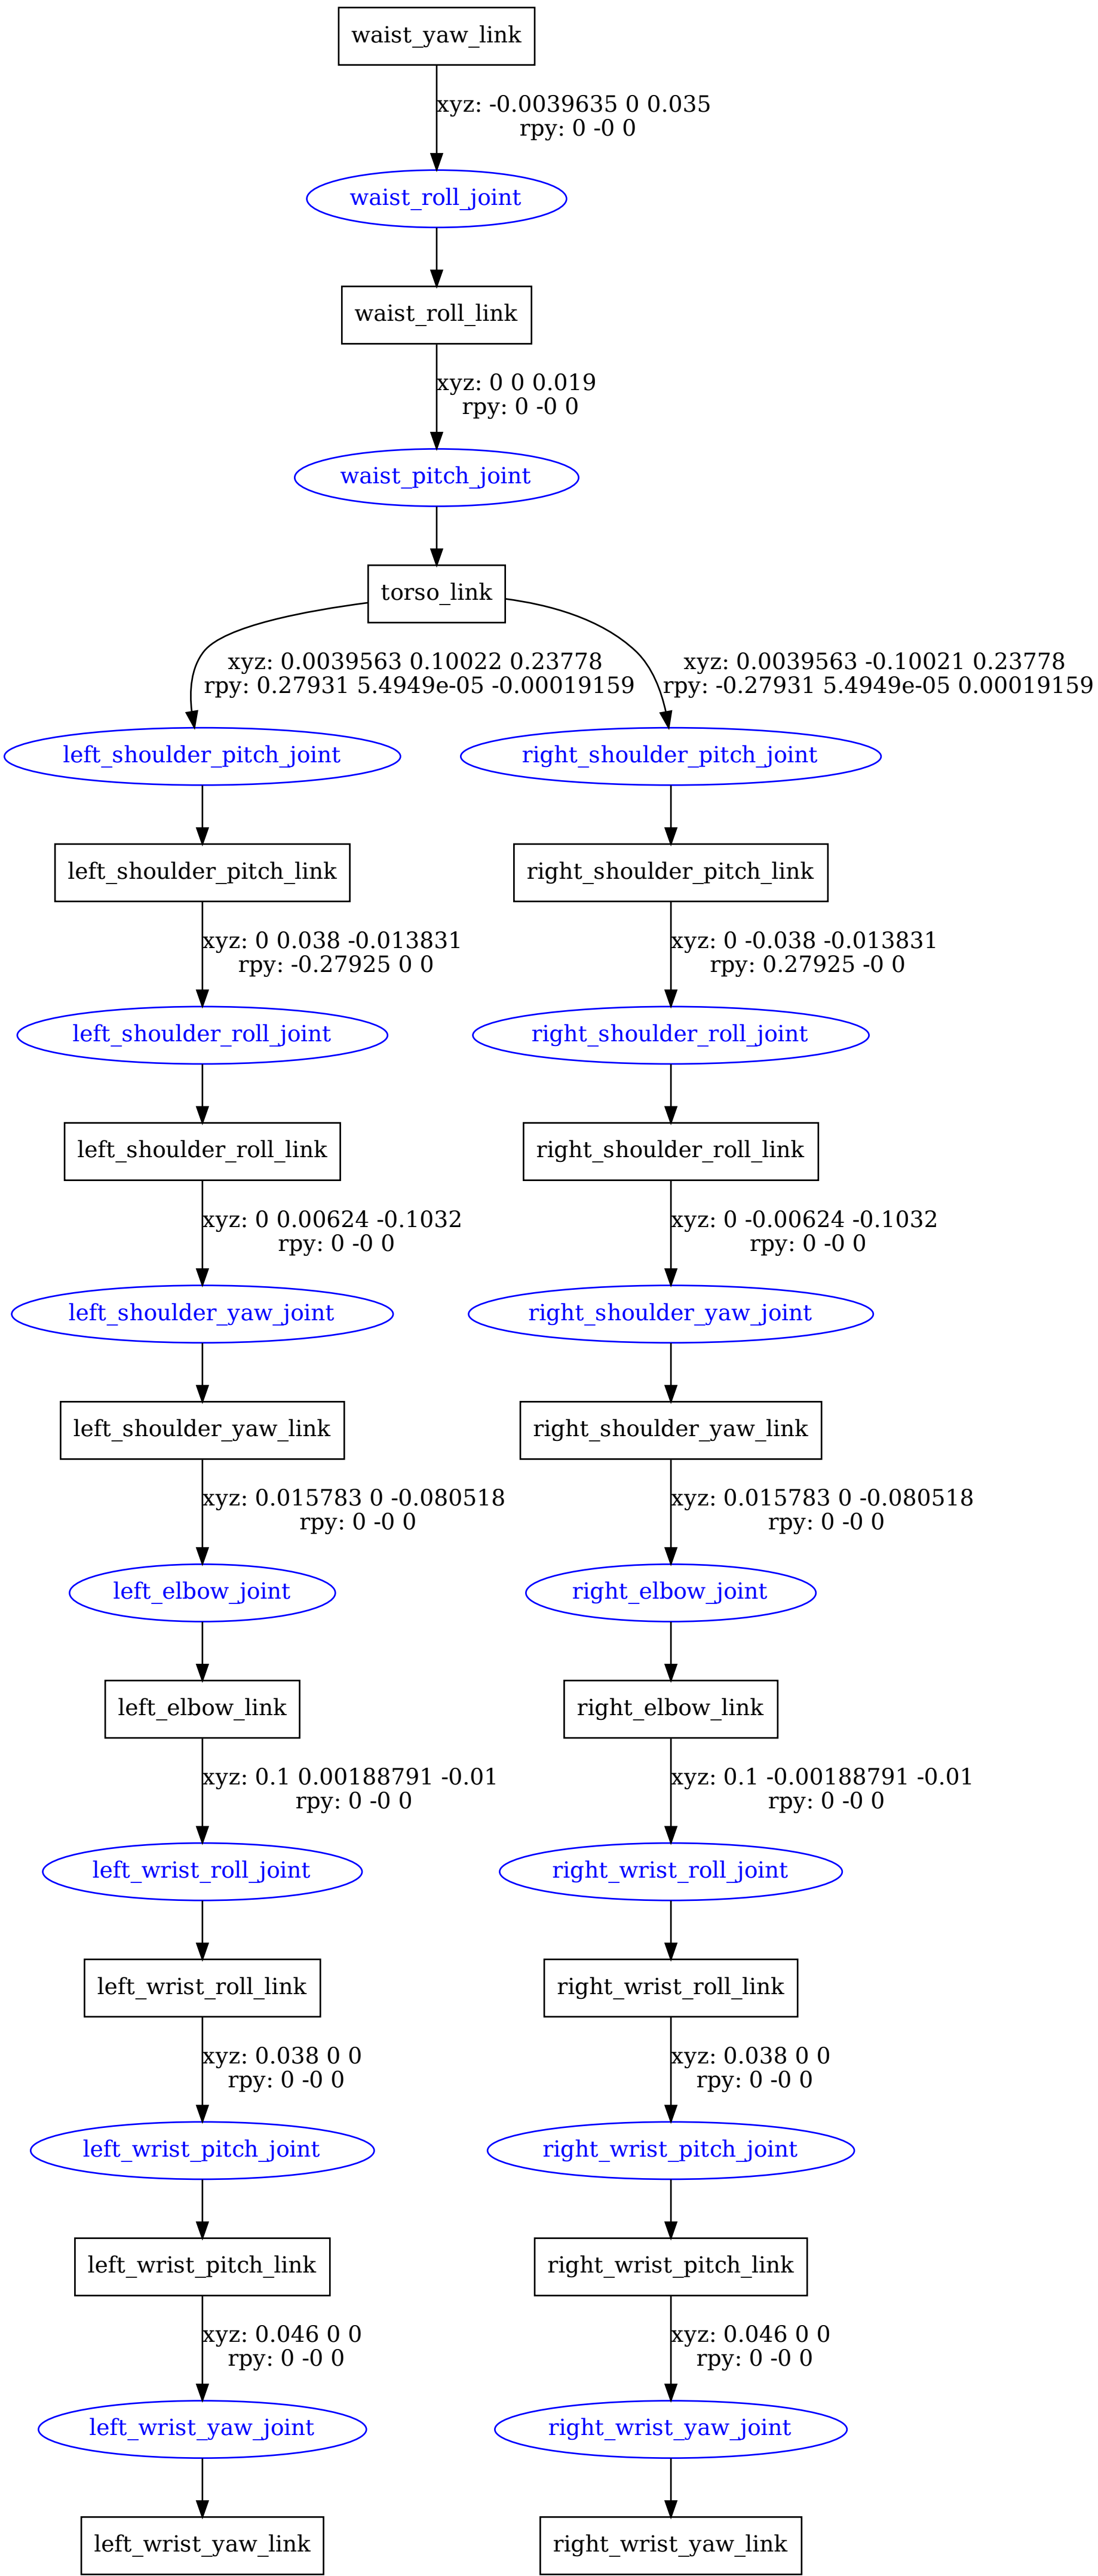 waist_yaw_link
xyz: -0.0039635 0 0.035
rpy: 0 -0 0
waist_roll_joint
waist_roll_link
xyz: 0 0 0.019
rpy: 0 -0 0
waist_pitch_joint
torso_link
xyz: 0.0039563 0.10022 0.23778
rpy: 0.27931 5.4949e-05 -0.00019159
xyz: 0.0039563 -0.10021 0.23778
rpy: -0.27931 5.4949e-05 0.00019159
left_shoulder_pitch_joint
right_shoulder_pitch_joint
left_shoulder_pitch_link
right_shoulder_pitch_link
xyz: 0 0.038 -0.013831
rpy: -0.27925 0 0
xyz: 0 -0.038 -0.013831
rpy: 0.27925 -0 0
left_shoulder_roll_joint
right_shoulder_roll_joint
left_shoulder_roll_link
right_shoulder_roll_link
xyz: 0 0.00624 -0.1032
rpy: 0 -0 0
xyz: 0 -0.00624 -0.1032
rpy: 0 -0 0
left_shoulder_yaw_joint
right_shoulder_yaw_joint
left_shoulder_yaw_link
right_shoulder_yaw_link
xyz: 0.015783 0 -0.080518
rpy: 0 -0 0
xyz: 0.015783 0 -0.080518
rpy: 0 -0 0
left_elbow_joint
right_elbow_joint
left_elbow_link
right_elbow_link
xyz: 0.1 0.00188791 -0.01
rpy: 0 -0 0
xyz: 0.1 -0.00188791 -0.01
rpy: 0 -0 0
left_wrist_roll_joint
right_wrist_roll_joint
left_wrist_roll_link
right_wrist_roll_link
xyz: 0.038 0 0
rpy: 0 -0 0
xyz: 0.038 0 0
rpy: 0 -0 0
left_wrist_pitch_joint
right_wrist_pitch_joint
left_wrist_pitch_link
right_wrist_pitch_link
xyz: 0.046 0 0
rpy: 0 -0 0
xyz: 0.046 0 0
rpy: 0 -0 0
left_wrist_yaw_joint
right_wrist_yaw_joint
left_wrist_yaw_link
right_wrist_yaw_link